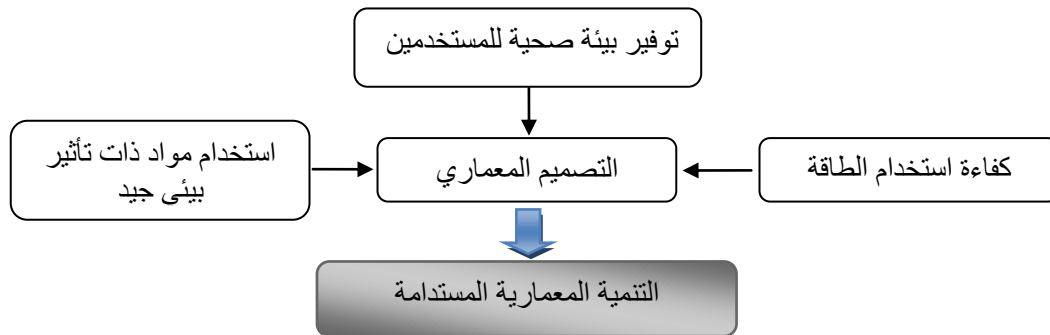 توفير بيئة صحية للمستخدمين
كفاءة استخدام الطاقة
التصميم المعماري
استخدام مواد ذات تأثير
بيئى جيد
التنمية المعمارية المستدامة